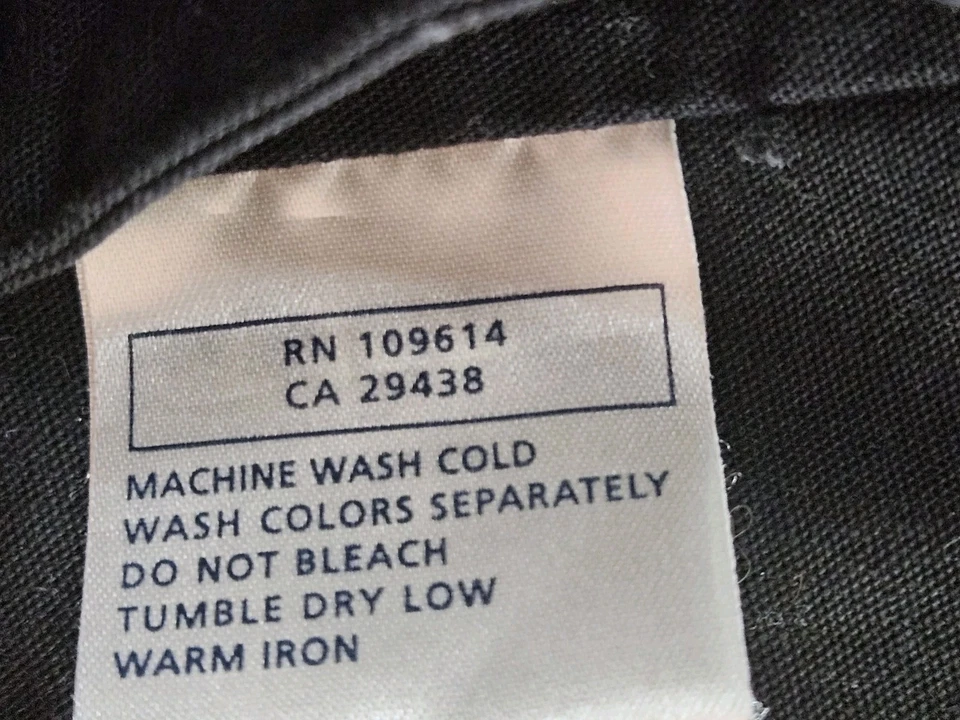 RN 109614
CA 29438
MACHINE WASH COLD
WASH COLORS SEPARATELY
DO NOT BLEACH
TUMBLE DRY LOW
WARM IRON